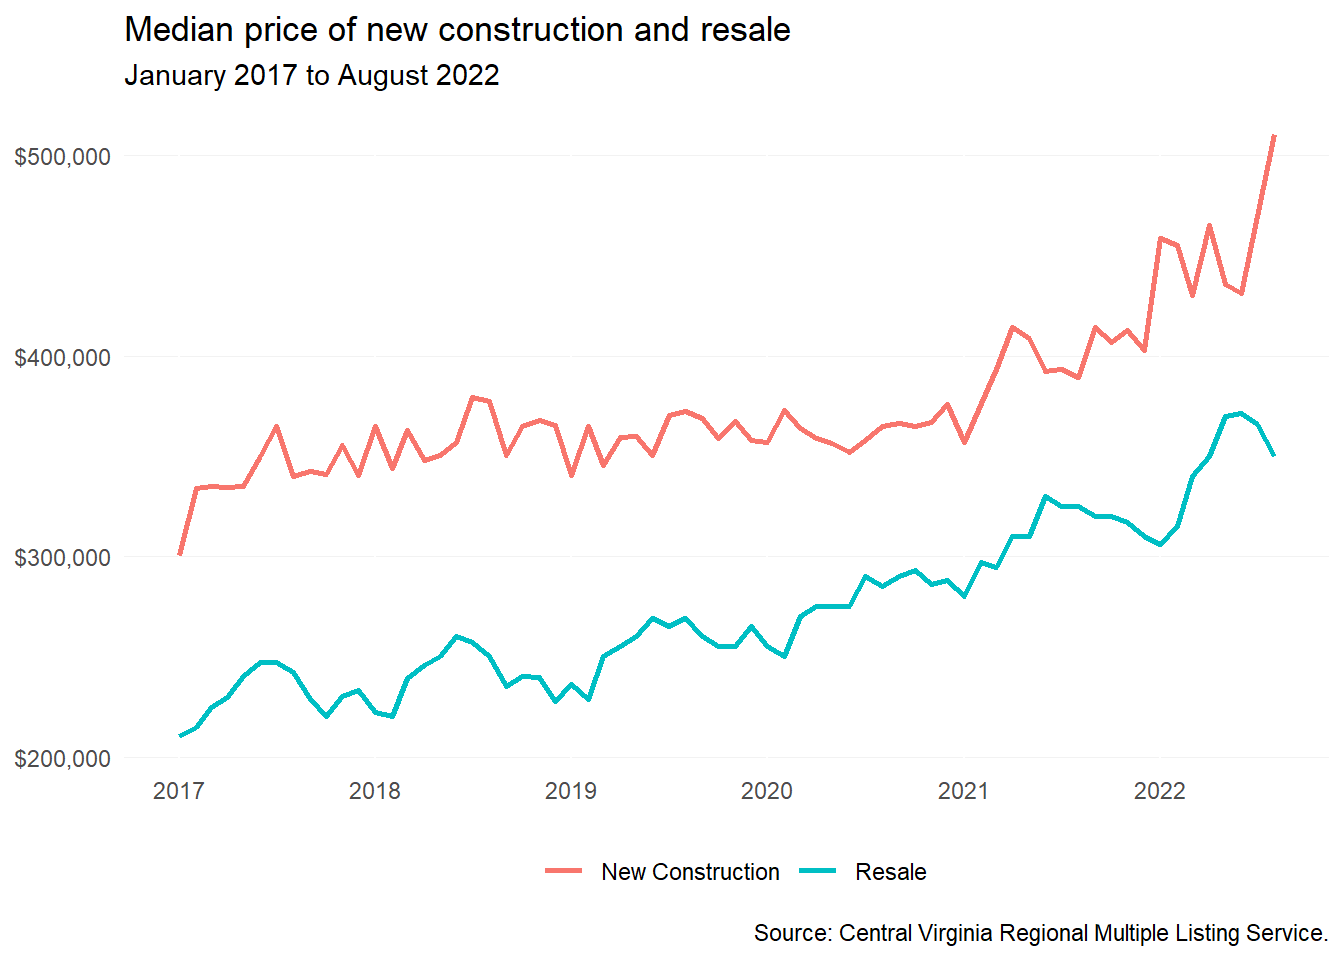 Median price of new construction and resale
January 2017 to August 2022
$500,000
$400,000
$300,000
$200,000
2017 2018 2019 2020 2021 2022
New Construction Resale
Source: Central Virginia Regional Multiple Listing Service.